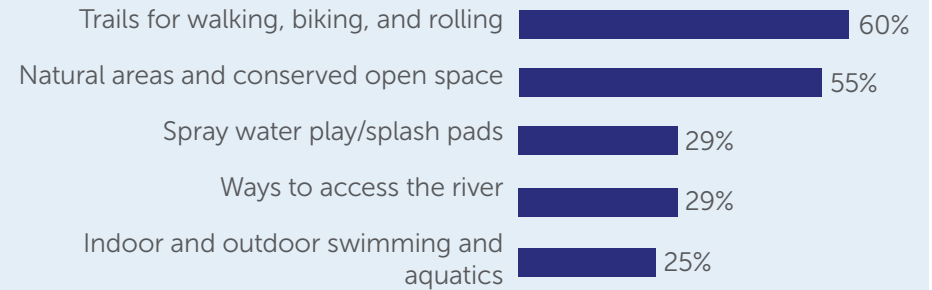 Trails for walking, biking, and rolling 60%
Natural areas and conserved open space 55%
Spray water play/splash pads 29%
Ways to access the river 29%
Indoor and outdoor swimming and
aquatics 25%